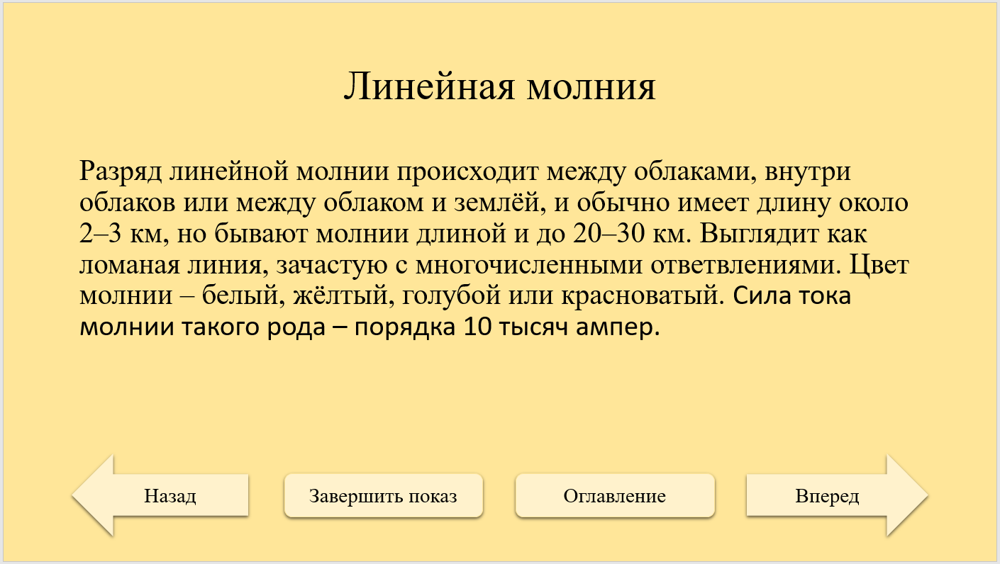 Линейная молния
Разряд линейной молнии происходит между облаками, внутри
облаков или между облаком и землёй, и обычно имеет длину около
2–3 км, но бывают молнии длиной и до 20–30 км. Выглядит как
ломаная линия, зачастую с многочисленными ответвлениями. Цвет
молнии – белый, жёлтый, голубой или красноватый. Сила тока
молнии такого рода – порядка 10 тысяч ампер.
Назад
Завершить показ
Оглавление
Вперед